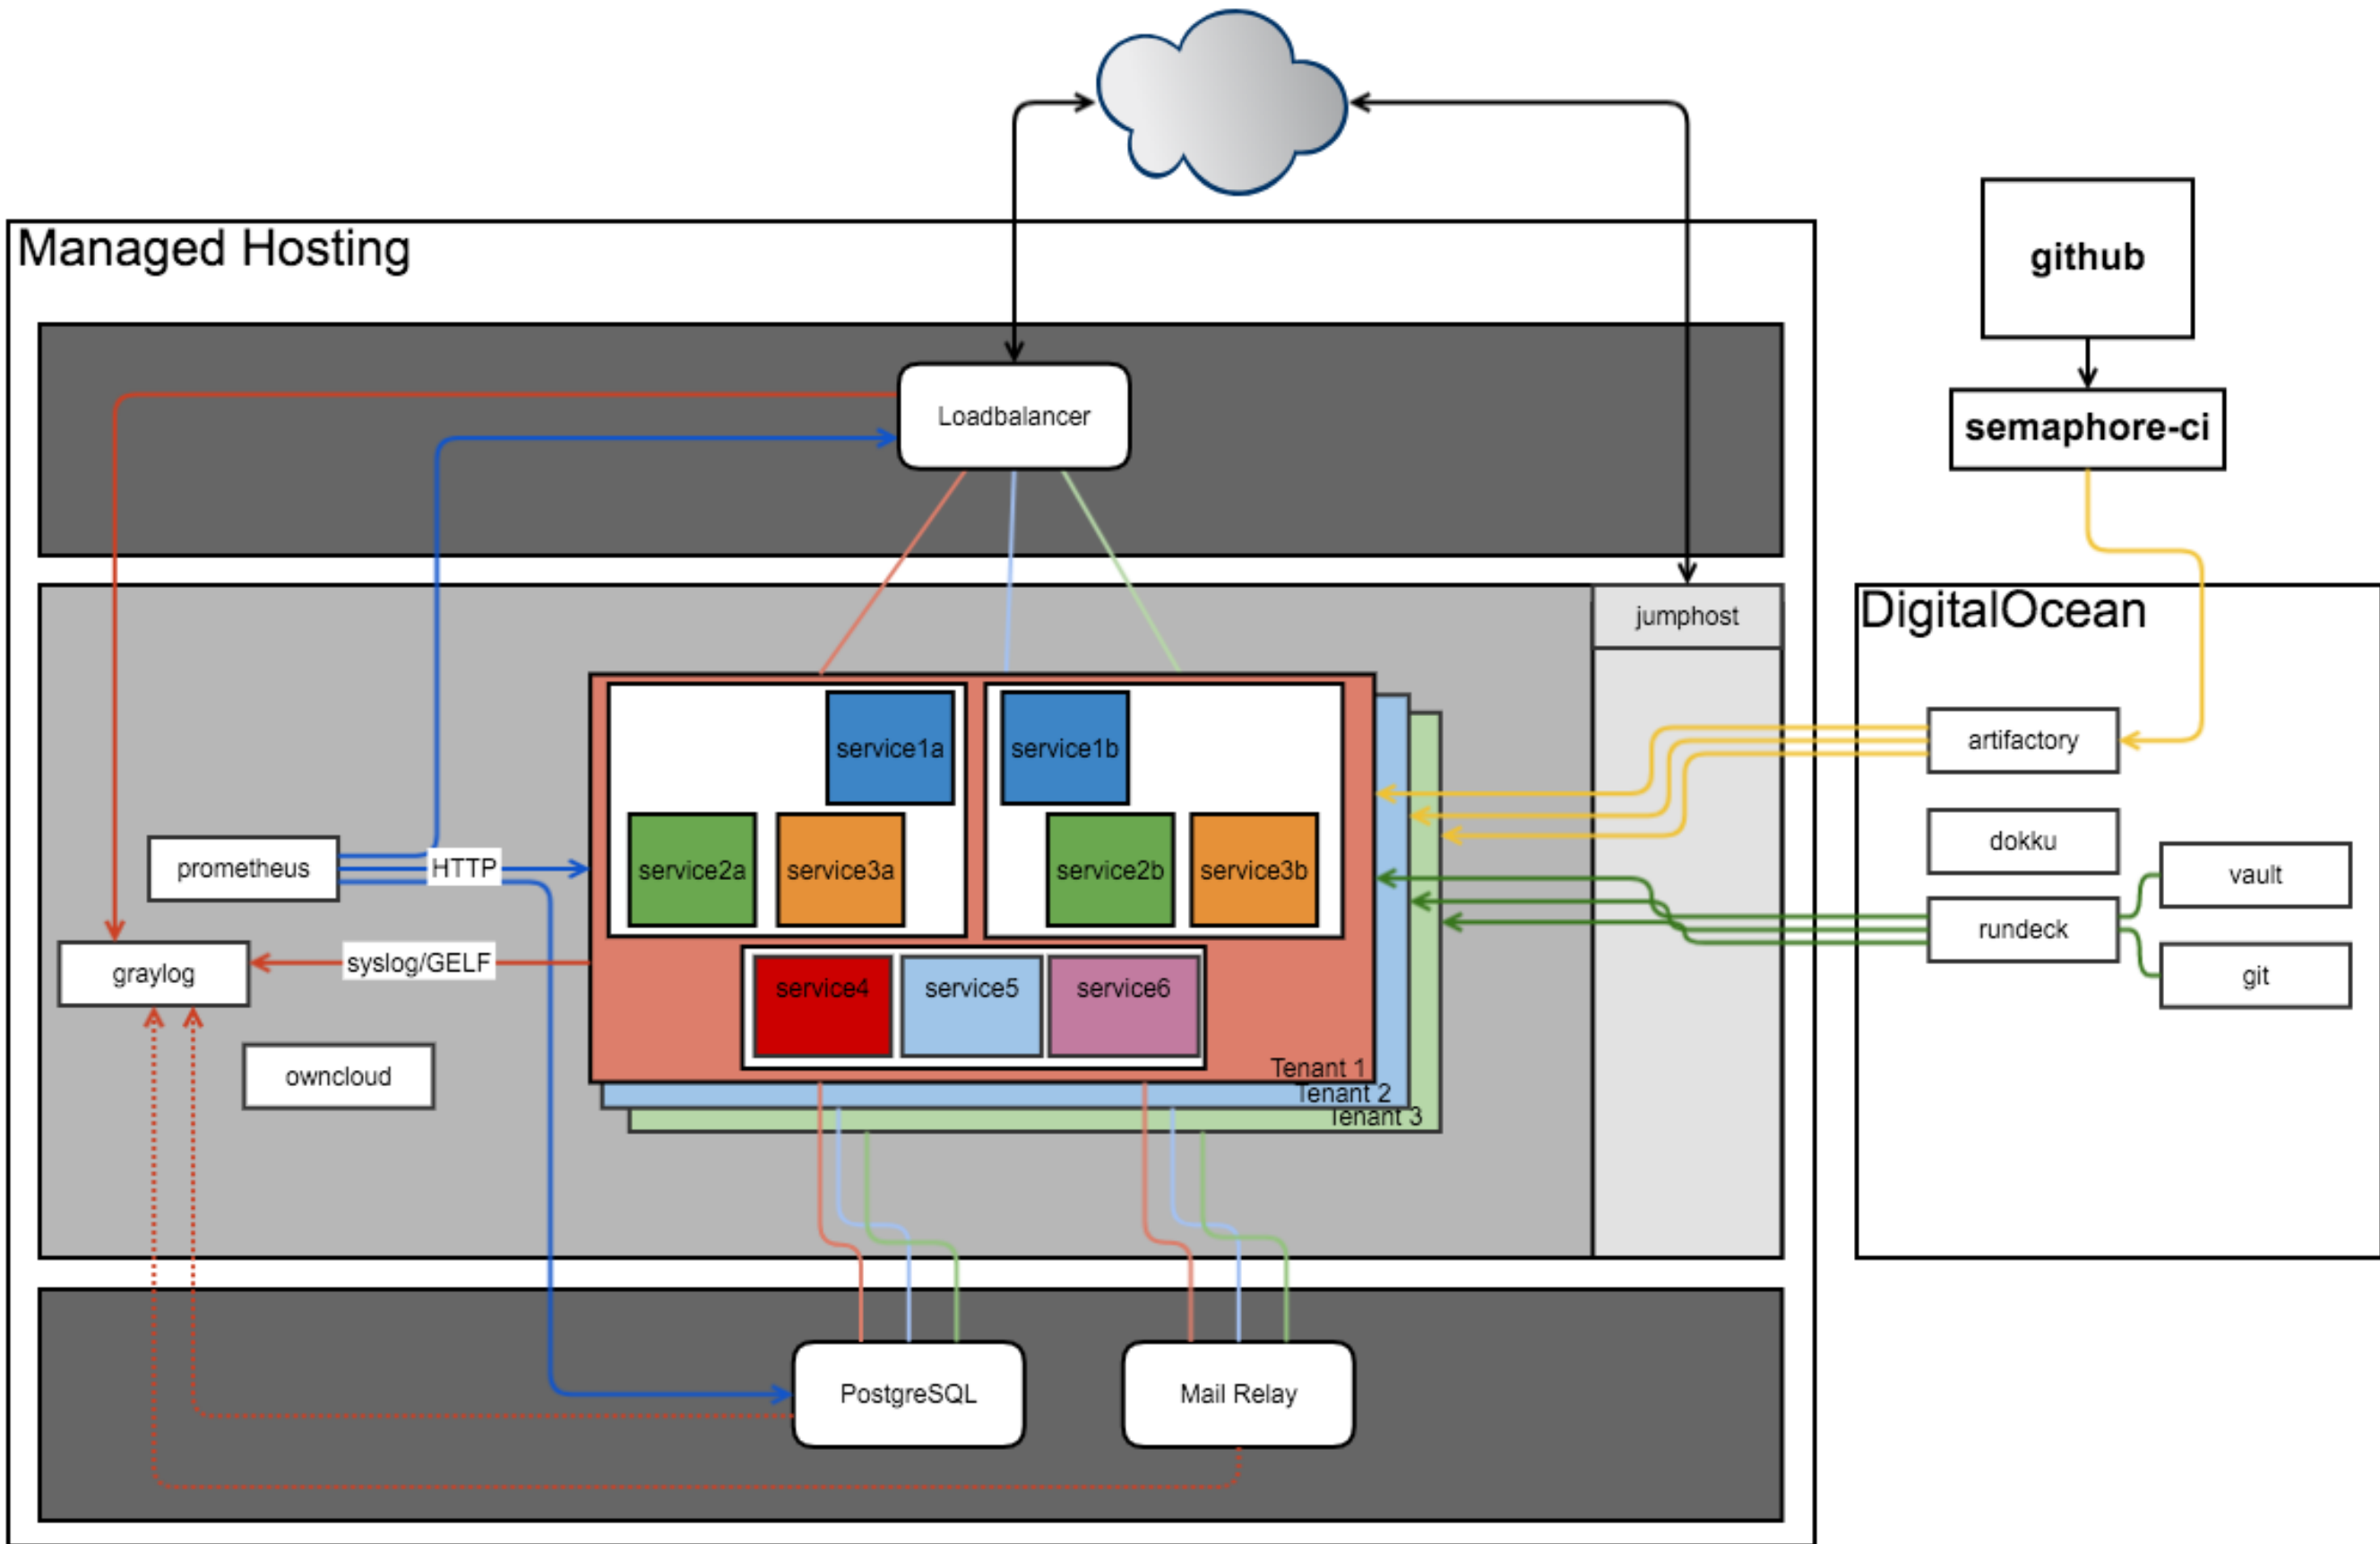 Managed Hosting
github
Loadbalancer
semaphore-ci
DigitalOcean
jumphost
service1a
service1b
artifactory
dokku
prometheus
HTTP
service2a
service3a
service2b
service3b
vault
rundeck
graylog
syslog/GELF
git
service4
service5
service6
owncloud
Tenant 1
Tenant 2
Tenant 3
PostgreSQL
Mail Relay